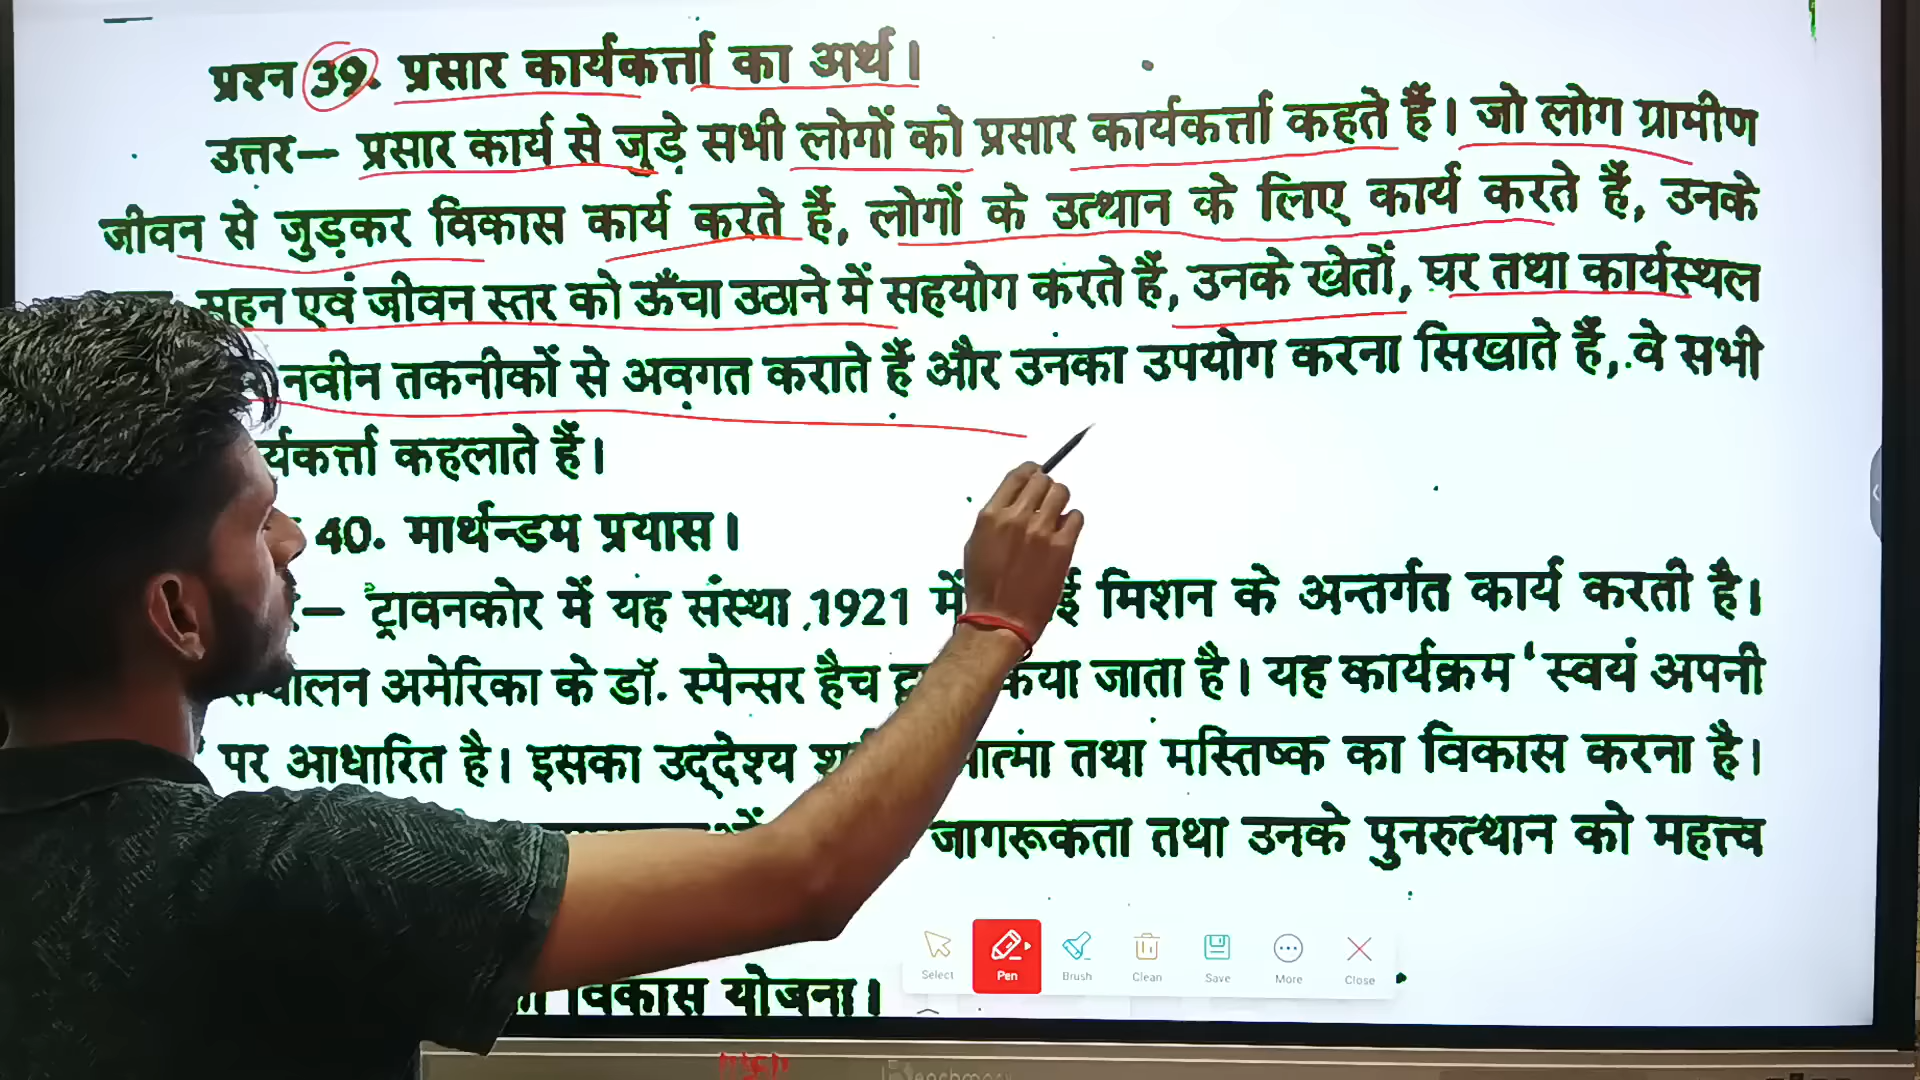 प्रश्न 39. प्रसार कार्यकर्त्ता का अर्थ।
उत्तर— प्रसार कार्य से जुड़े सभी लोगों को प्रसार कार्यकर्त्ता कहते हैं। जो लोग ग्रामीण
जीवन से जुड़कर विकास कार्य करते हैं, लोगों के उत्थान के लिए कार्य करते हैं, उनके
सहन एवं जीवन स्तर को ऊँचा उठाने में सहयोग करते हैं, उनके खेतों, घर तथा कार्यस्थल
नवीन तकनीकों से अवगत कराते हैं और उनका उपयोग करना सिखाते हैं, वे सभी
र्यकर्त्ता कहलाते हैं।
40. मार्थन्डम प्रयास।
— ट्रावनकोर में यह संस्था 1921 में मिशन के अन्तर्गत कार्य करती है।
अमेरिका के डॉ. स्पेन्सर हैच जाता है। यह कार्यक्रम ‘स्वयं अपनी
पर आधारित है। इसका उद्देश्य तथा मस्तिष्क का विकास करना है।
जागरूकता तथा उनके पुनरुत्थान को महत्त्व
विकास योजना।
Select Pen Brush Clean Save More Close